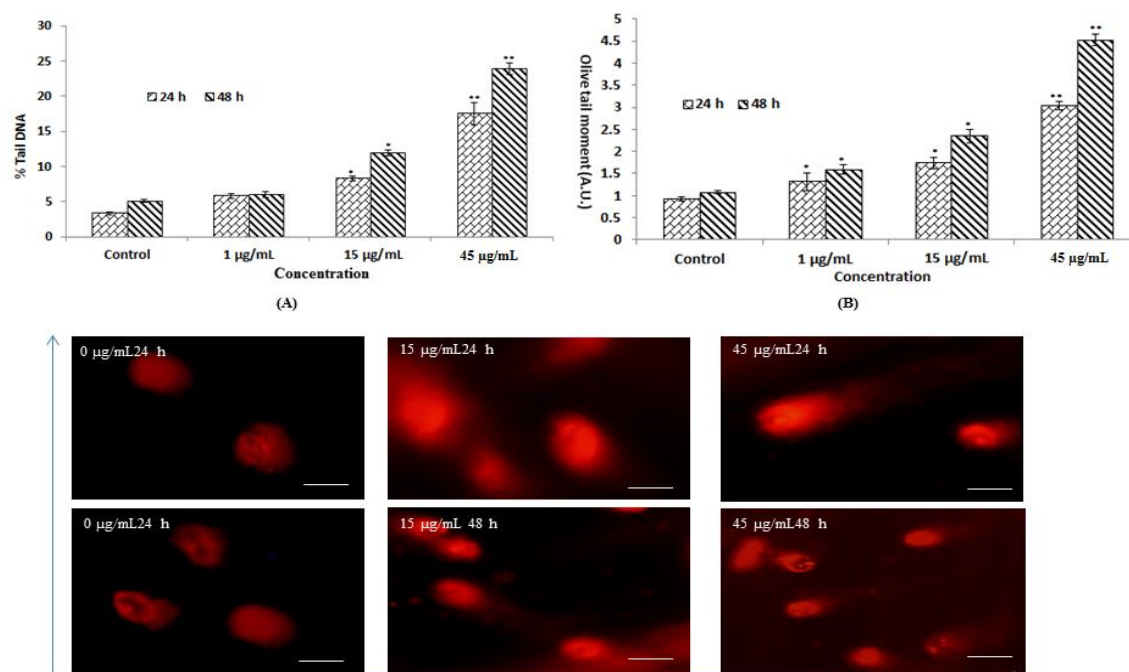 30
25
20
15
10
5
0
% Tail DNA
24 h 48 h
* * ** **
Control 1 µg/mL 15 µg/mL 45 µg/mL
Concentration
(A)
5
4.5
4
3.5
3
2.5
2
1.5
1
0.5
0
Olive tail moment (A.U.)
24 h 48 h
* * * * ** **
Control 1 µg/mL 15 µg/mL 45 µg/mL
Concentration
(B)
0 µg/mL24 h
15 µg/mL24 h
45 µg/mL24 h
0 µg/mL24 h
15 µg/mL 48 h
45 µg/mL48 h